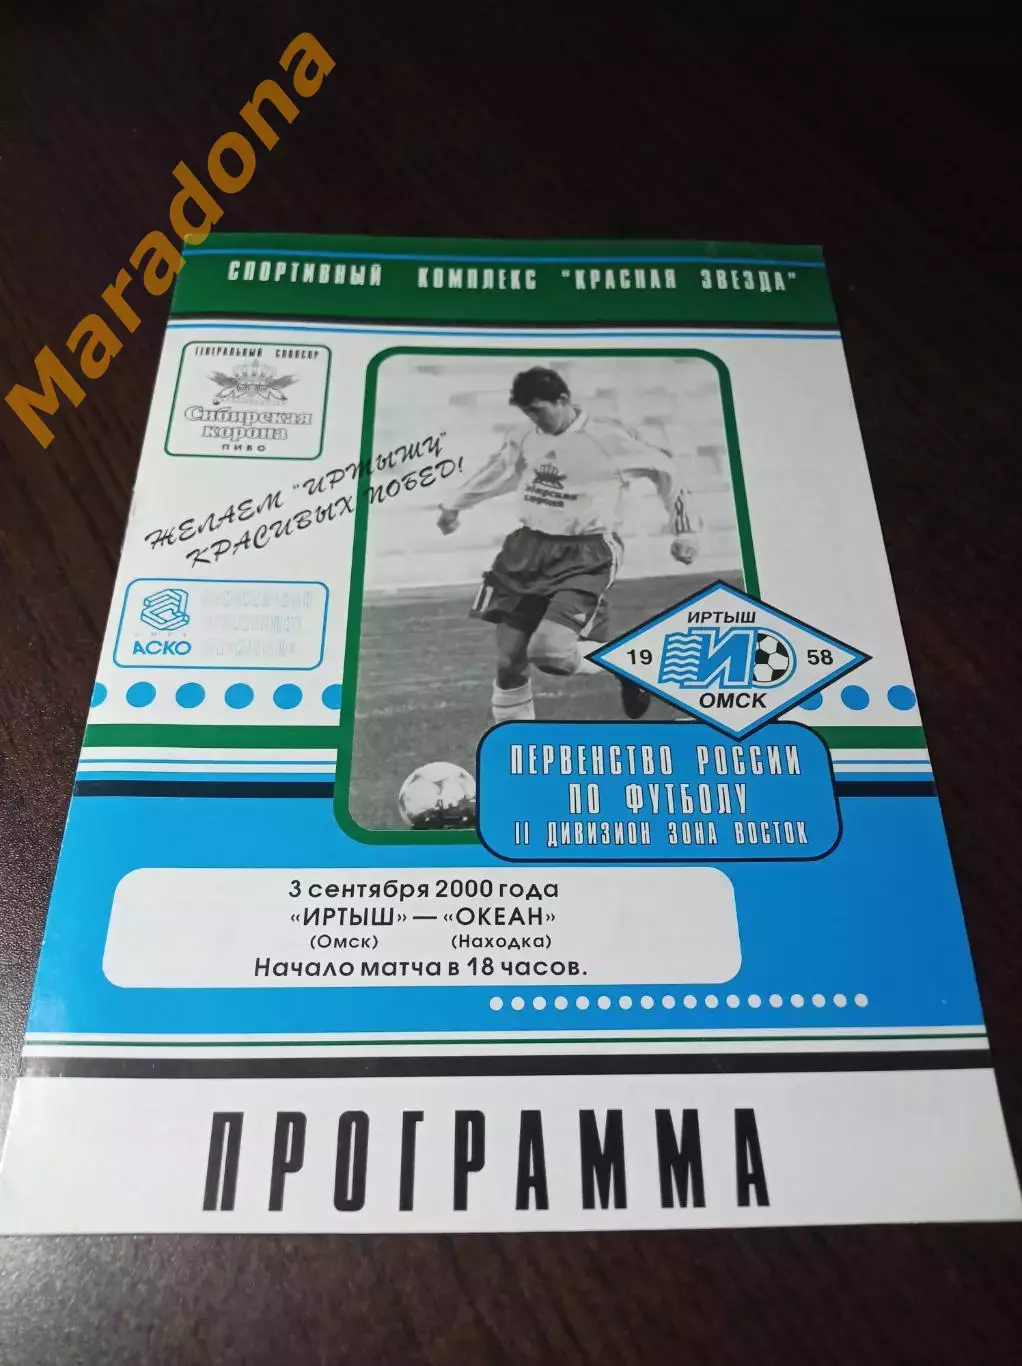 Maradona
СПОРТИВНЫЙ КОМПЛЕКС "КРАСНАЯ ЗВЕЗДА"
ГЕНЕРАЛЬНЫЙ СПОНСОР
Сибирская
корона
ПИВО
ЖЕЛАЕМ "ИРТЫШУ"
КРАСИВЫХ ПОБЕД!
Сибирская
корона
АСКО
ИРТЫШ
19 58
ОМСК
ПЕРВЕНСТВО РОССИИ
ПО ФУТБОЛУ
II ДИВИЗИОН ЗОНА ВОСТОК
3 сентября 2000 года
«ИРТЫШ» — «ОКЕАН»
(Омск) (Находка)
Начало матча в 18 часов.
ПРОГРАММА